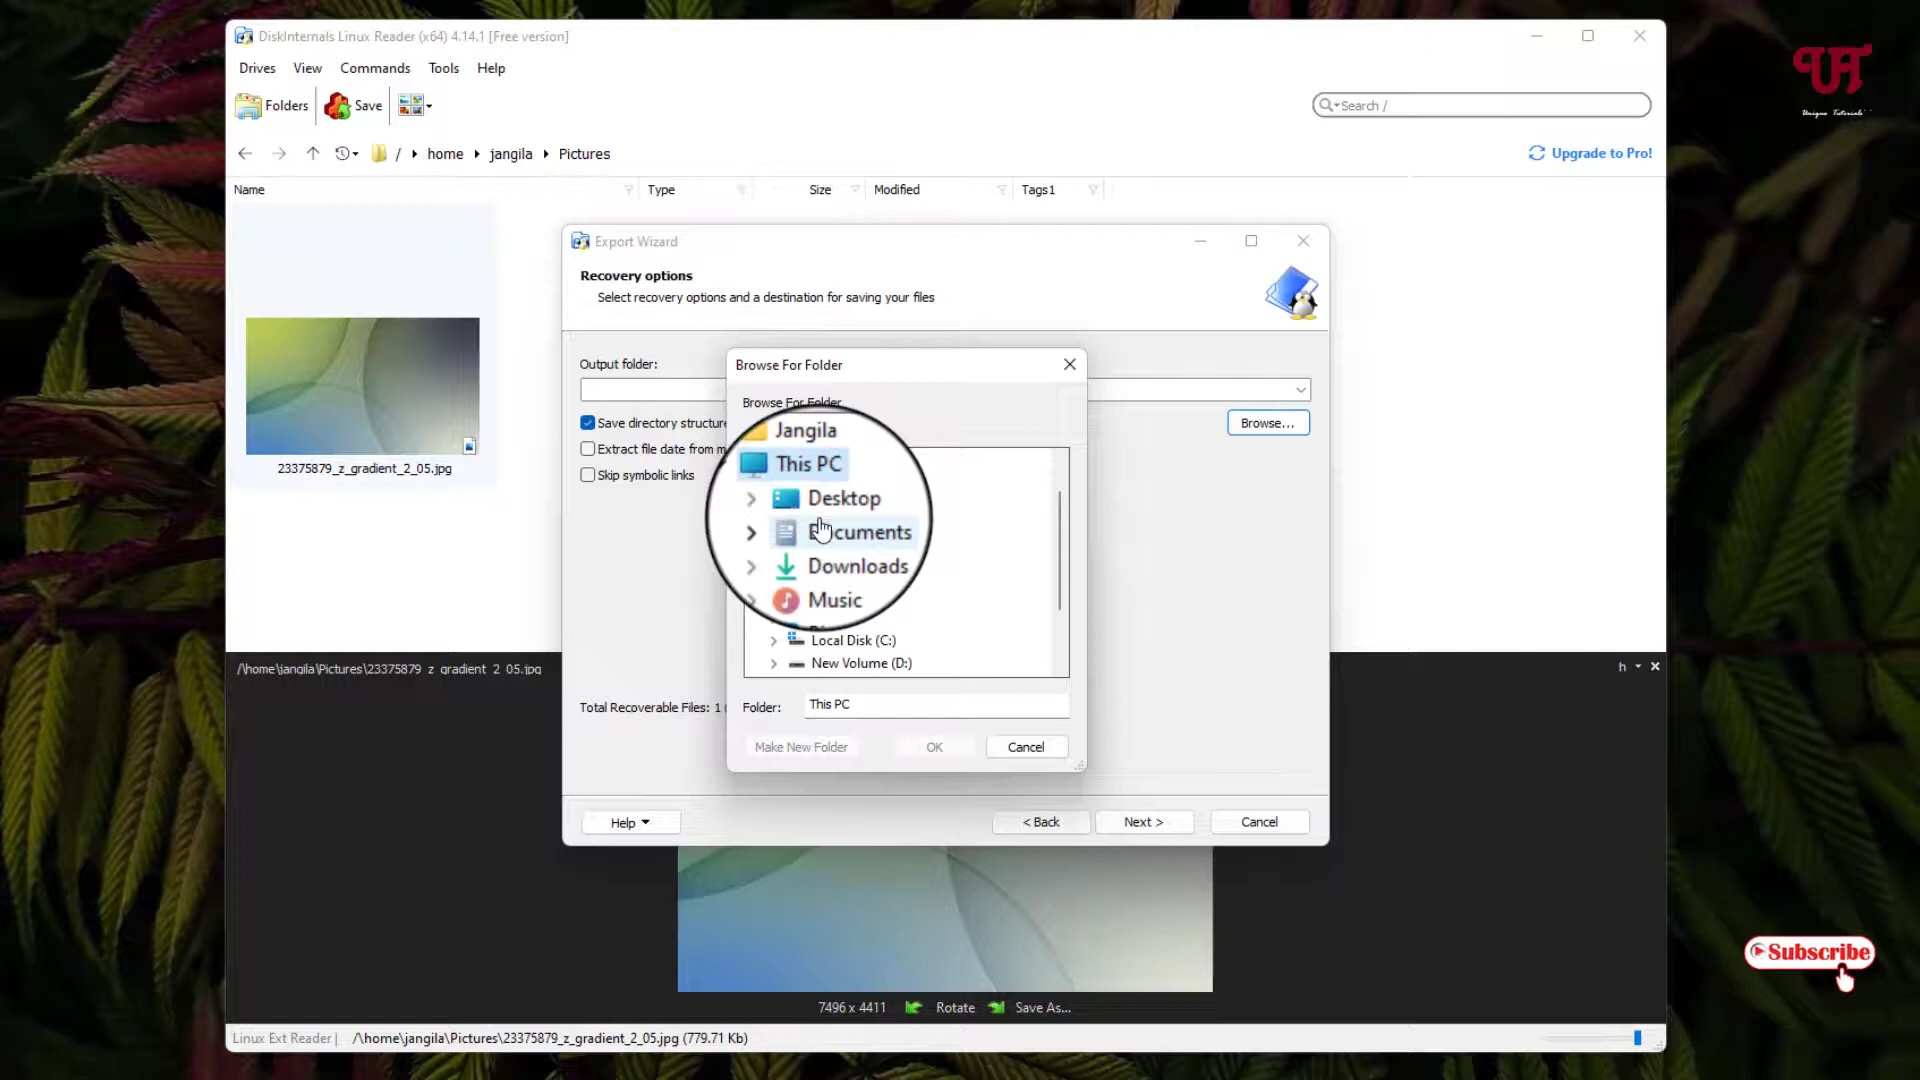 DiskInternals Linux Reader (x64) 4.14.1 [Free version]
Drives View Commands Tools Help
Folders Save Search /
/ home jangila Pictures Upgrade to Pro!
Name Type Size Modified Tags1
23375879_z_gradient_2_05.jpg
Export Wizard
Recovery options
Select recovery options and a destination for saving your files
Output folder:
Save directory structure
Extract file date from m
Skip symbolic links
Browse...
Browse For Folder
Browse For Folder
Jangila
This PC
Desktop
Documents
Downloads
Music
Local Disk (C:)
New Volume (D:)
Folder: This PC
Make New Folder OK Cancel
Total Recoverable Files: 1
Help < Back Next > Cancel
/\home\jangila\Pictures\23375879_z_gradient_2_05.jpg
h
7496 x 4411 Rotate Save As...
Linux Ext Reader | /\home\jangila\Pictures\23375879_z_gradient_2_05.jpg (779.71 Kb)
UT
Unique Tutorials
Subscribe